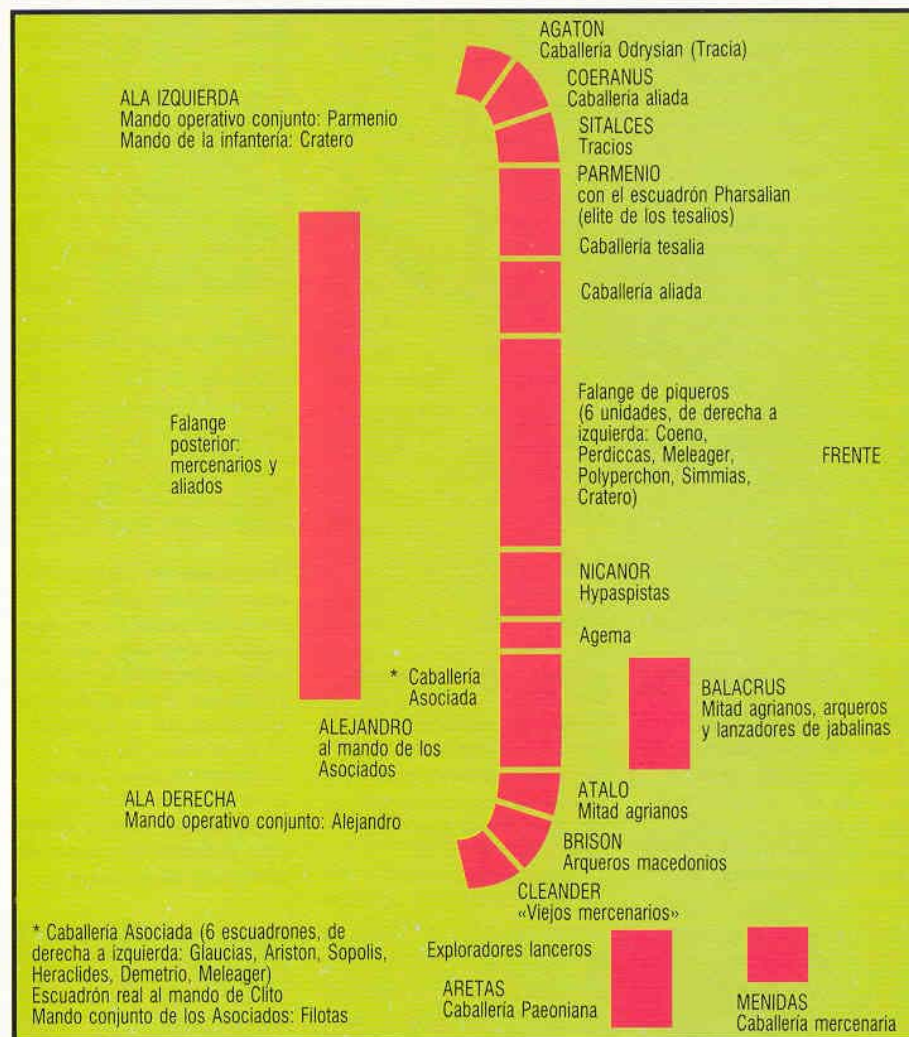 AGATON
Caballería Odrysian (Tracia)
COERANUS
Caballería aliada
ALA IZQUIERDA
Mando operativo conjunto: Parmenio
Mando de la infantería: Cratero
SITALCES
Tracios
PARMENIO
con el escuadrón Pharsalian
(elite de los tesalios)
Caballería tesalia
Caballería aliada
Falange
posterior:
mercenarios y
aliados
Falange de piqueros
(6 unidades, de derecha a
izquierda: Coeno,
Perdiccas, Meleager,
Polyperchon, Simmias,
Cratero)
FRENTE
NICANOR
Hypaspistas
Agema
* Caballería
Asociada
BALACRUS
Mitad agrianos, arqueros
y lanzadores de jabalinas
ALEJANDRO
al mando de los
Asociados
ALA DERECHA
Mando operativo conjunto: Alejandro
ATALO
Mitad agrianos
BRISON
Arqueros macedonios
CLEANDER
«Viejos mercenarios»
* Caballería Asociada (6 escuadrones, de
derecha a izquierda: Glaucias, Ariston, Sopolis,
Heraclides, Demetrio, Meleager)
Escuadrón real al mando de Clito
Mando conjunto de los Asociados: Filotas
Exploradores lanceros
ARETAS
Caballería Paeoniana
MENIDAS
Caballería mercenaria